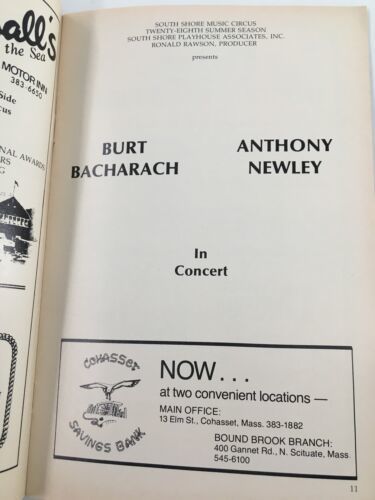 all's
the Sea
MOTOR INN
383-6650
Side
cus
NAL AWARDS
RS
G
SOUTH SHORE MUSIC CIRCUS
TWENTY-EIGHTH SUMMER SEASON
SOUTH SHORE PLAYHOUSE ASSOCIATES, INC.
RONALD RAWSON, PRODUCER
presents
BURT
BACHARACH
ANTHONY
NEWLEY
In
Concert
COHASSET
SAVINGS BANK
NOW...
at two convenient locations —
MAIN OFFICE:
13 Elm St., Cohasset, Mass. 383-1882
BOUND BROOK BRANCH:
400 Gannet Rd., N. Scituate, Mass.
545-6100
11